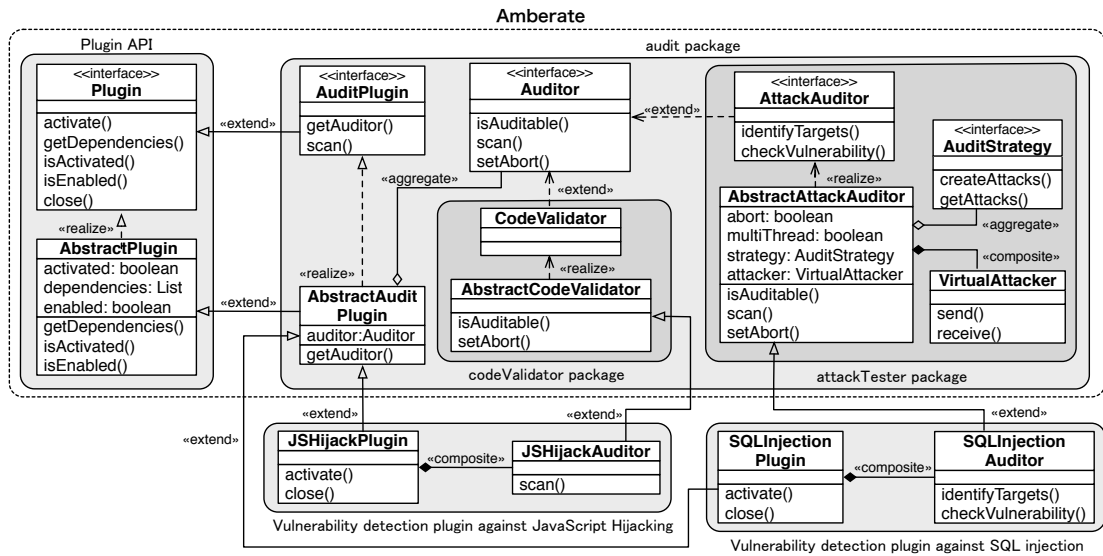 Amberate
Plugin API
<<interface>>
Plugin
activate()
getDependencies()
isActivated()
isEnabled()
close()
«realize»
AbstractPlugin
activated: boolean
dependencies: List
enabled: boolean
getDependencies()
isActivated()
isEnabled()
«extend»
«extend»
audit package
<<interface>>
AuditPlugin
getAuditor()
scan()
«realize»
«aggregate»
AbstractAudit
Plugin
auditor:Auditor
getAuditor()
<<interface>>
Auditor
isAuditable()
scan()
setAbort()
«extend»
CodeValidator
«realize»
AbstractCodeValidator
isAuditable()
setAbort()
codeValidator package
«extend»
<<interface>>
AttackAuditor
identifyTargets()
checkVulnerability()
«realize»
AbstractAttackAuditor
abort: boolean
multiThread: boolean
strategy: AuditStrategy
attacker: VirtualAttacker
isAuditable()
scan()
setAbort()
<<interface>>
AuditStrategy
createAttacks()
getAttacks()
«aggregate»
«composite»
VirtualAttacker
send()
receive()
attackTester package
«extend»
«extend»
«extend»
«extend»
JSHijackPlugin
activate()
close()
«composite»
JSHijackAuditor
scan()
Vulnerability detection plugin against JavaScript Hijacking
SQLInjection
Plugin
activate()
close()
«composite»
SQLInjection
Auditor
identifyTargets()
checkVulnerability()
Vulnerability detection plugin against SQL injection